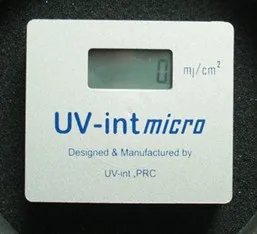 0 mj/cm²
UV-int micro
Designed & Manufactured by
UV-int ,PRC